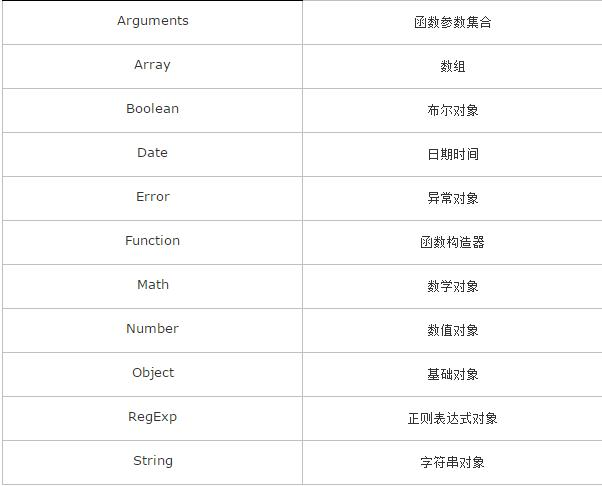 Arguments 函数参数集合
Array 数组
Boolean 布尔对象
Date 日期时间
Error 异常对象
Function 函数构造器
Math 数学对象
Number 数值对象
Object 基础对象
RegExp 正则表达式对象
String 字符串对象